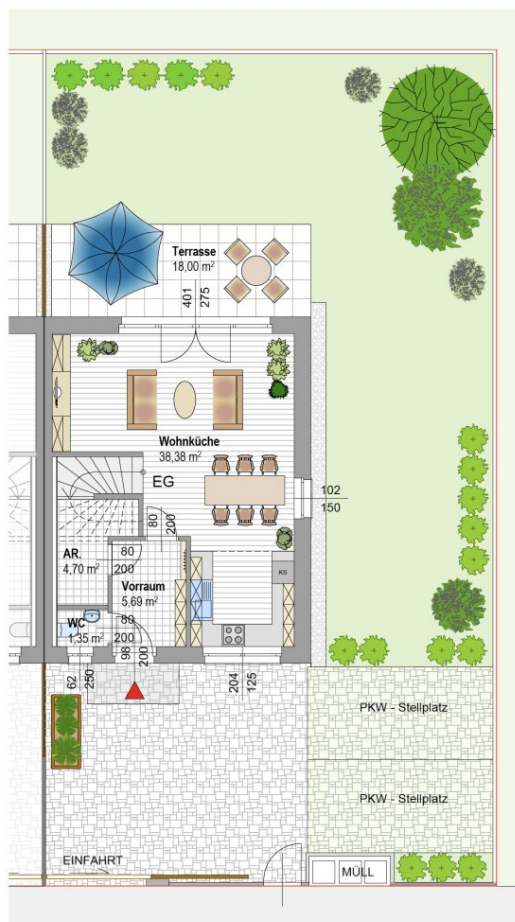 Terrasse
18,00 m²
401
275
Wohnküche
38,38 m²
EG
102
150
80
200
AR.
4,70 m²
80
200
Vorraum
5,69 m²
KS
WC
1,35 m²
80
200
98
200
62
250
204
125
PKW - Stellplatz
PKW - Stellplatz
EINFAHRT
MÜLL